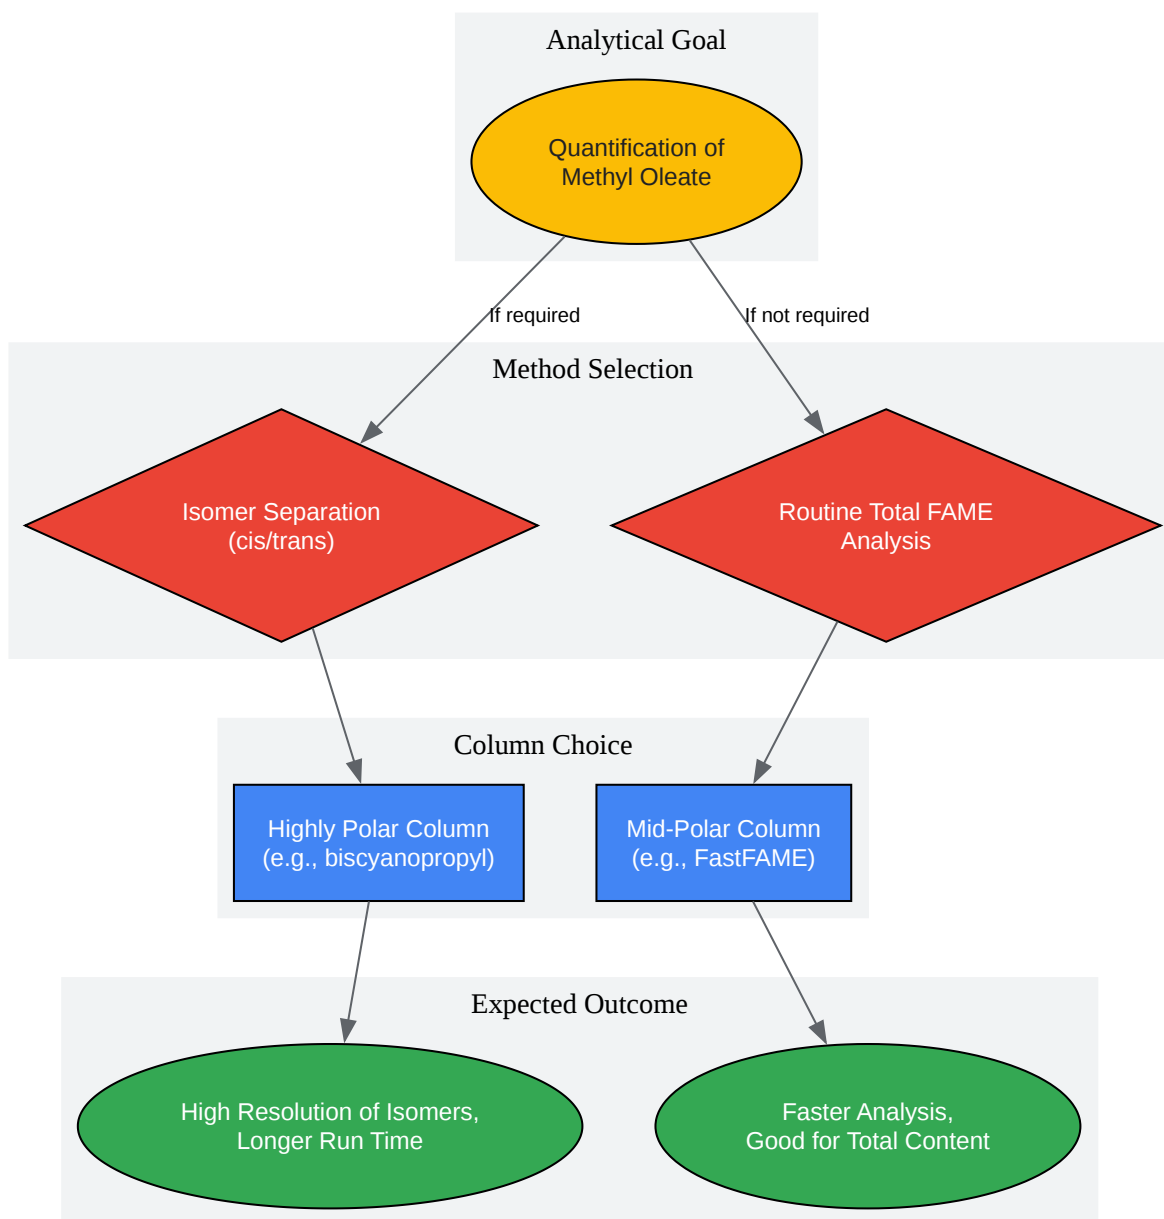 Analytical Goal
Quantification of
Methyl Oleate
If required
If not required
Method Selection
Isomer Separation
(cis/trans)
Routine Total FAME
Analysis
Column Choice
Highly Polar Column
(e.g., biscyanopropyl)
Mid-Polar Column
(e.g., FastFAME)
Expected Outcome
High Resolution of Isomers,
Longer Run Time
Faster Analysis,
Good for Total Content